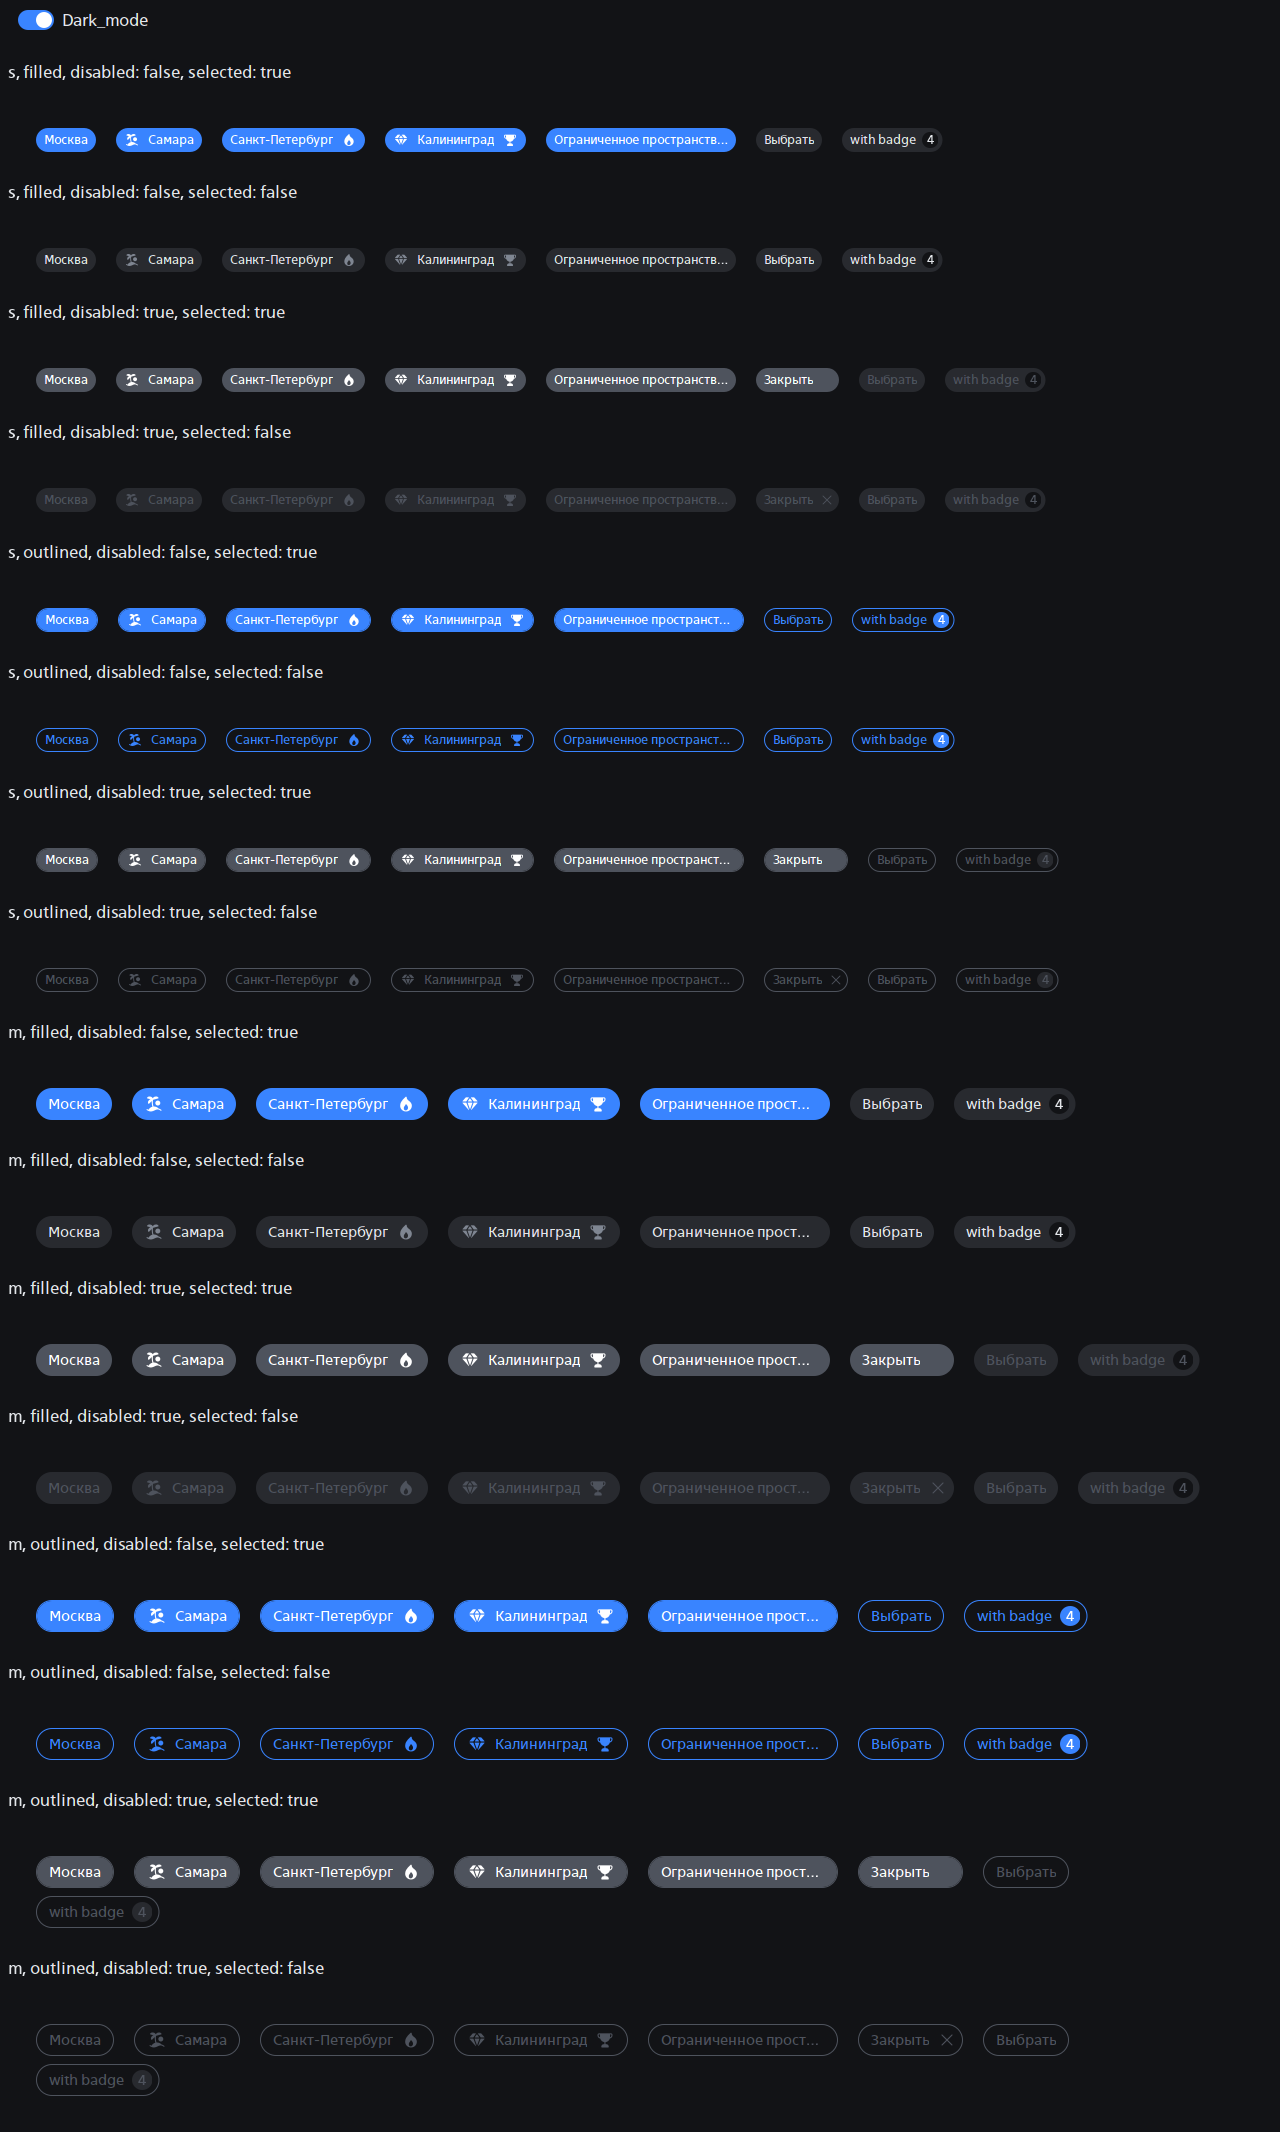 Dark_mode
s, filled, disabled: false, selected: true
Москва Самара Санкт-Петербург Калининград Ограниченное пространств... Выбрать with badge 4
s, filled, disabled: false, selected: false
Москва Самара Санкт-Петербург Калининград Ограниченное пространств... Выбрать with badge 4
s, filled, disabled: true, selected: true
Москва Самара Санкт-Петербург Калининград Ограниченное пространств... Закрыть Выбрать with badge 4
s, filled, disabled: true, selected: false
Москва Самара Санкт-Петербург Калининград Ограниченное пространств... Закрыть Выбрать with badge 4
s, outlined, disabled: false, selected: true
Москва Самара Санкт-Петербург Калининград Ограниченное пространст... Выбрать with badge 4
s, outlined, disabled: false, selected: false
Москва Самара Санкт-Петербург Калининград Ограниченное пространст... Выбрать with badge 4
s, outlined, disabled: true, selected: true
Москва Самара Санкт-Петербург Калининград Ограниченное пространст... Закрыть Выбрать with badge 4
s, outlined, disabled: true, selected: false
Москва Самара Санкт-Петербург Калининград Ограниченное пространст... Закрыть Выбрать with badge 4
m, filled, disabled: false, selected: true
Москва Самара Санкт-Петербург Калининград Ограниченное прост... Выбрать with badge 4
m, filled, disabled: false, selected: false
Москва Самара Санкт-Петербург Калининград Ограниченное прост... Выбрать with badge 4
m, filled, disabled: true, selected: true
Москва Самара Санкт-Петербург Калининград Ограниченное прост... Закрыть Выбрать with badge 4
m, filled, disabled: true, selected: false
Москва Самара Санкт-Петербург Калининград Ограниченное прост... Закрыть Выбрать with badge 4
m, outlined, disabled: false, selected: true
Москва Самара Санкт-Петербург Калининград Ограниченное прост... Выбрать with badge 4
m, outlined, disabled: false, selected: false
Москва Самара Санкт-Петербург Калининград Ограниченное прост... Выбрать with badge 4
m, outlined, disabled: true, selected: true
Москва Самара Санкт-Петербург Калининград Ограниченное прост... Закрыть Выбрать
with badge 4
m, outlined, disabled: true, selected: false
Москва Самара Санкт-Петербург Калининград Ограниченное прост... Закрыть Выбрать
with badge 4